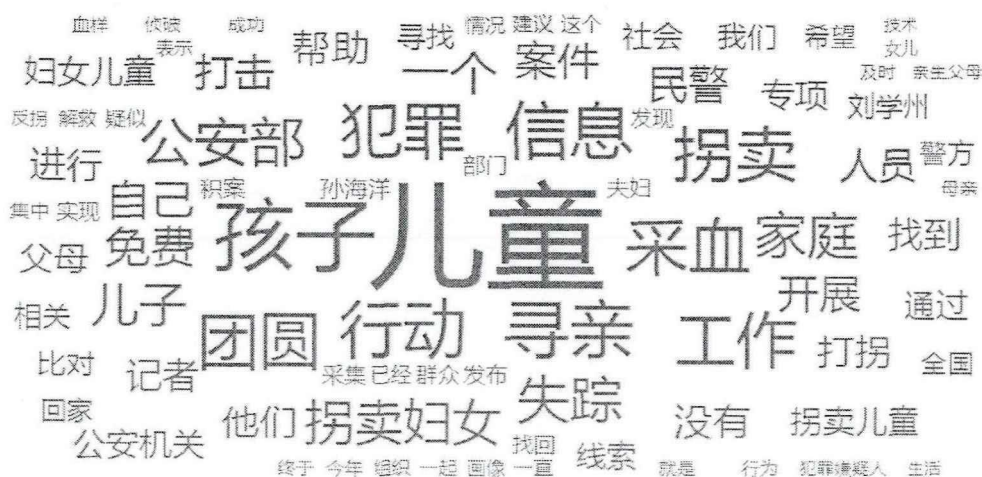 血样 侦破 成功 情况 建议 这个 技术
表示 帮助 寻找 社会 我们 希望 女儿
妇女儿童 打击 一个 案件 民警 专项 及时 亲生父母
刘学州
反拐 解救 疑似 公安部 犯罪 信息 发现 拐卖
进行 部门 人员 警方
自己 积案 孙海洋 夫妇 母亲
集中 实现 孩子 儿童 采血 家庭 找到
父母 免费
相关 儿子 团圆 行动 寻亲 工作 开展 通过
比对 记者 打拐 全国
采集 已经 群众 发布
回家 他们 拐卖妇女 失踪 没有 拐卖儿童
公安机关 找回 线索
终于 今年 组织 一起 画像 一直 就是 行为 犯罪嫌疑人 生活